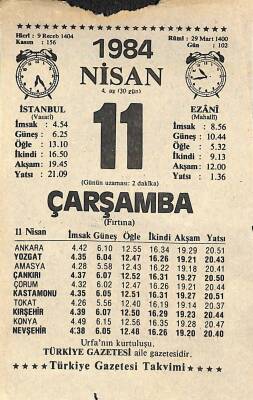 Hicrî : 9 Receb 1404
Kasım : 156
1984
Rûmî : 29 Mart 1400
Gün : 102
NİSAN
4. ay (30 gün)
İSTANBUL
(Vasatî)
İmsak : 4.54
Güneş : 6.25
Öğle : 13.10
İkindi : 16.50
Akşam : 19.45
Yatsı : 21.09
11
EZÂNÎ
(Mahallî)
İmsak : 8.56
Güneş : 10.44
Öğle : 5.32
İkindi : 9.13
Akşam : 12.00
Yatsı : 1.36
(Günün uzaması: 2 dakika)
ÇARŞAMBA
(Fırtına)
11 Nisan İmsak Güneş Öğle İkindi Akşam Yatsı
ANKARA 4.42 6.10 12.55 16.34 19.29 20.51
YOZGAT 4.35 6.04 12.47 16.26 19.21 20.43
AMASYA 4.28 5.58 12.43 16.22 19.18 20.41
ÇANKIRI 4.37 6.07 12.52 16.31 19.27 20.50
ÇORUM 4.32 6.02 12.47 16.26 19.21 20.44
KASTAMONU 4.35 6.05 12.51 16.31 19.27 20.51
TOKAT 4.26 5.56 12.40 16.19 19.14 20.37
KIRŞEHİR 4.39 6.07 12.50 16.29 19.23 20.44
KONYA 4.49 6.15 12.56 16.35 19.28 20.47
NEVŞEHİR 4.38 6.05 12.48 16.26 19.20 20.40
Urfa'nın kurtuluşu.
TÜRKİYE GAZETESİ aile gazetesidir.
★★★★ Türkiye Gazetesi Takvimi ★★★★